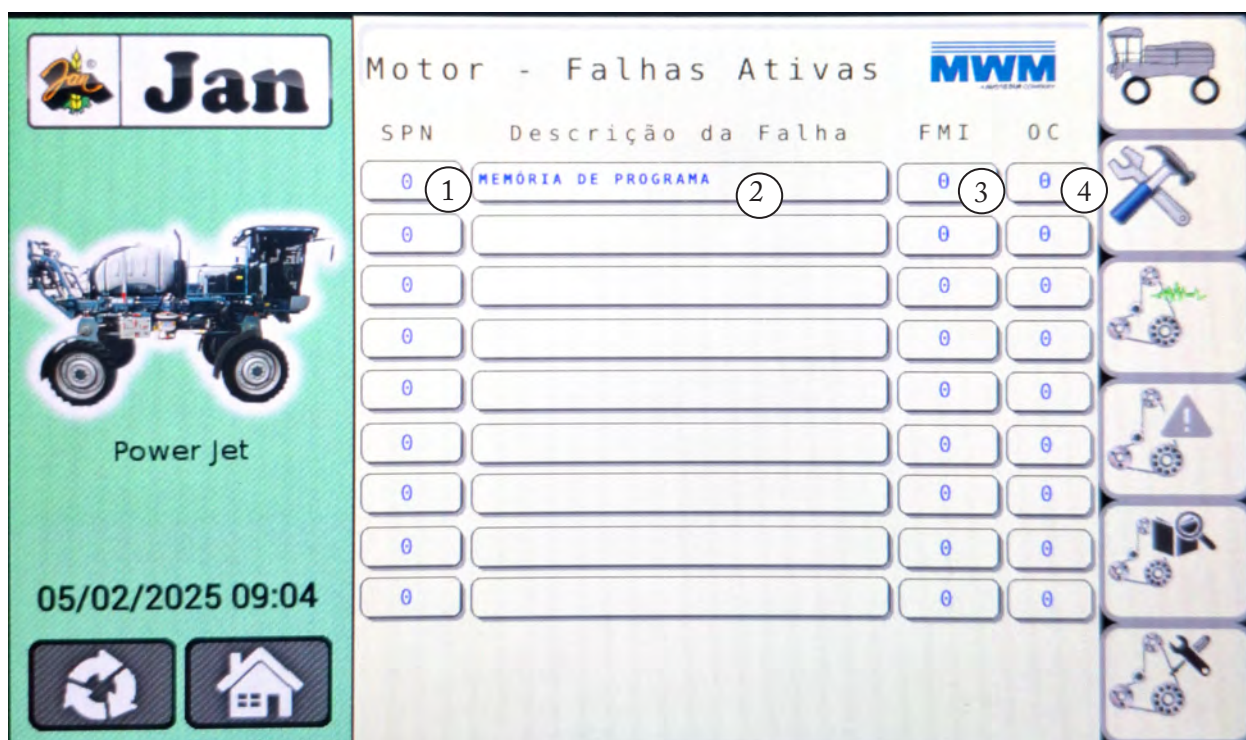 Jan
Jan
Motor - Falhas Ativas
MWM
SPN Descrição da Falha FMI OC
0 1 MEMÓRIA DE PROGRAMA 2 0 3 0 4
0 0 0
0 0 0
0 0 0
0 0 0
0 0 0
0 0 0
0 0 0
0 0 0
Power Jet
05/02/2025 09:04